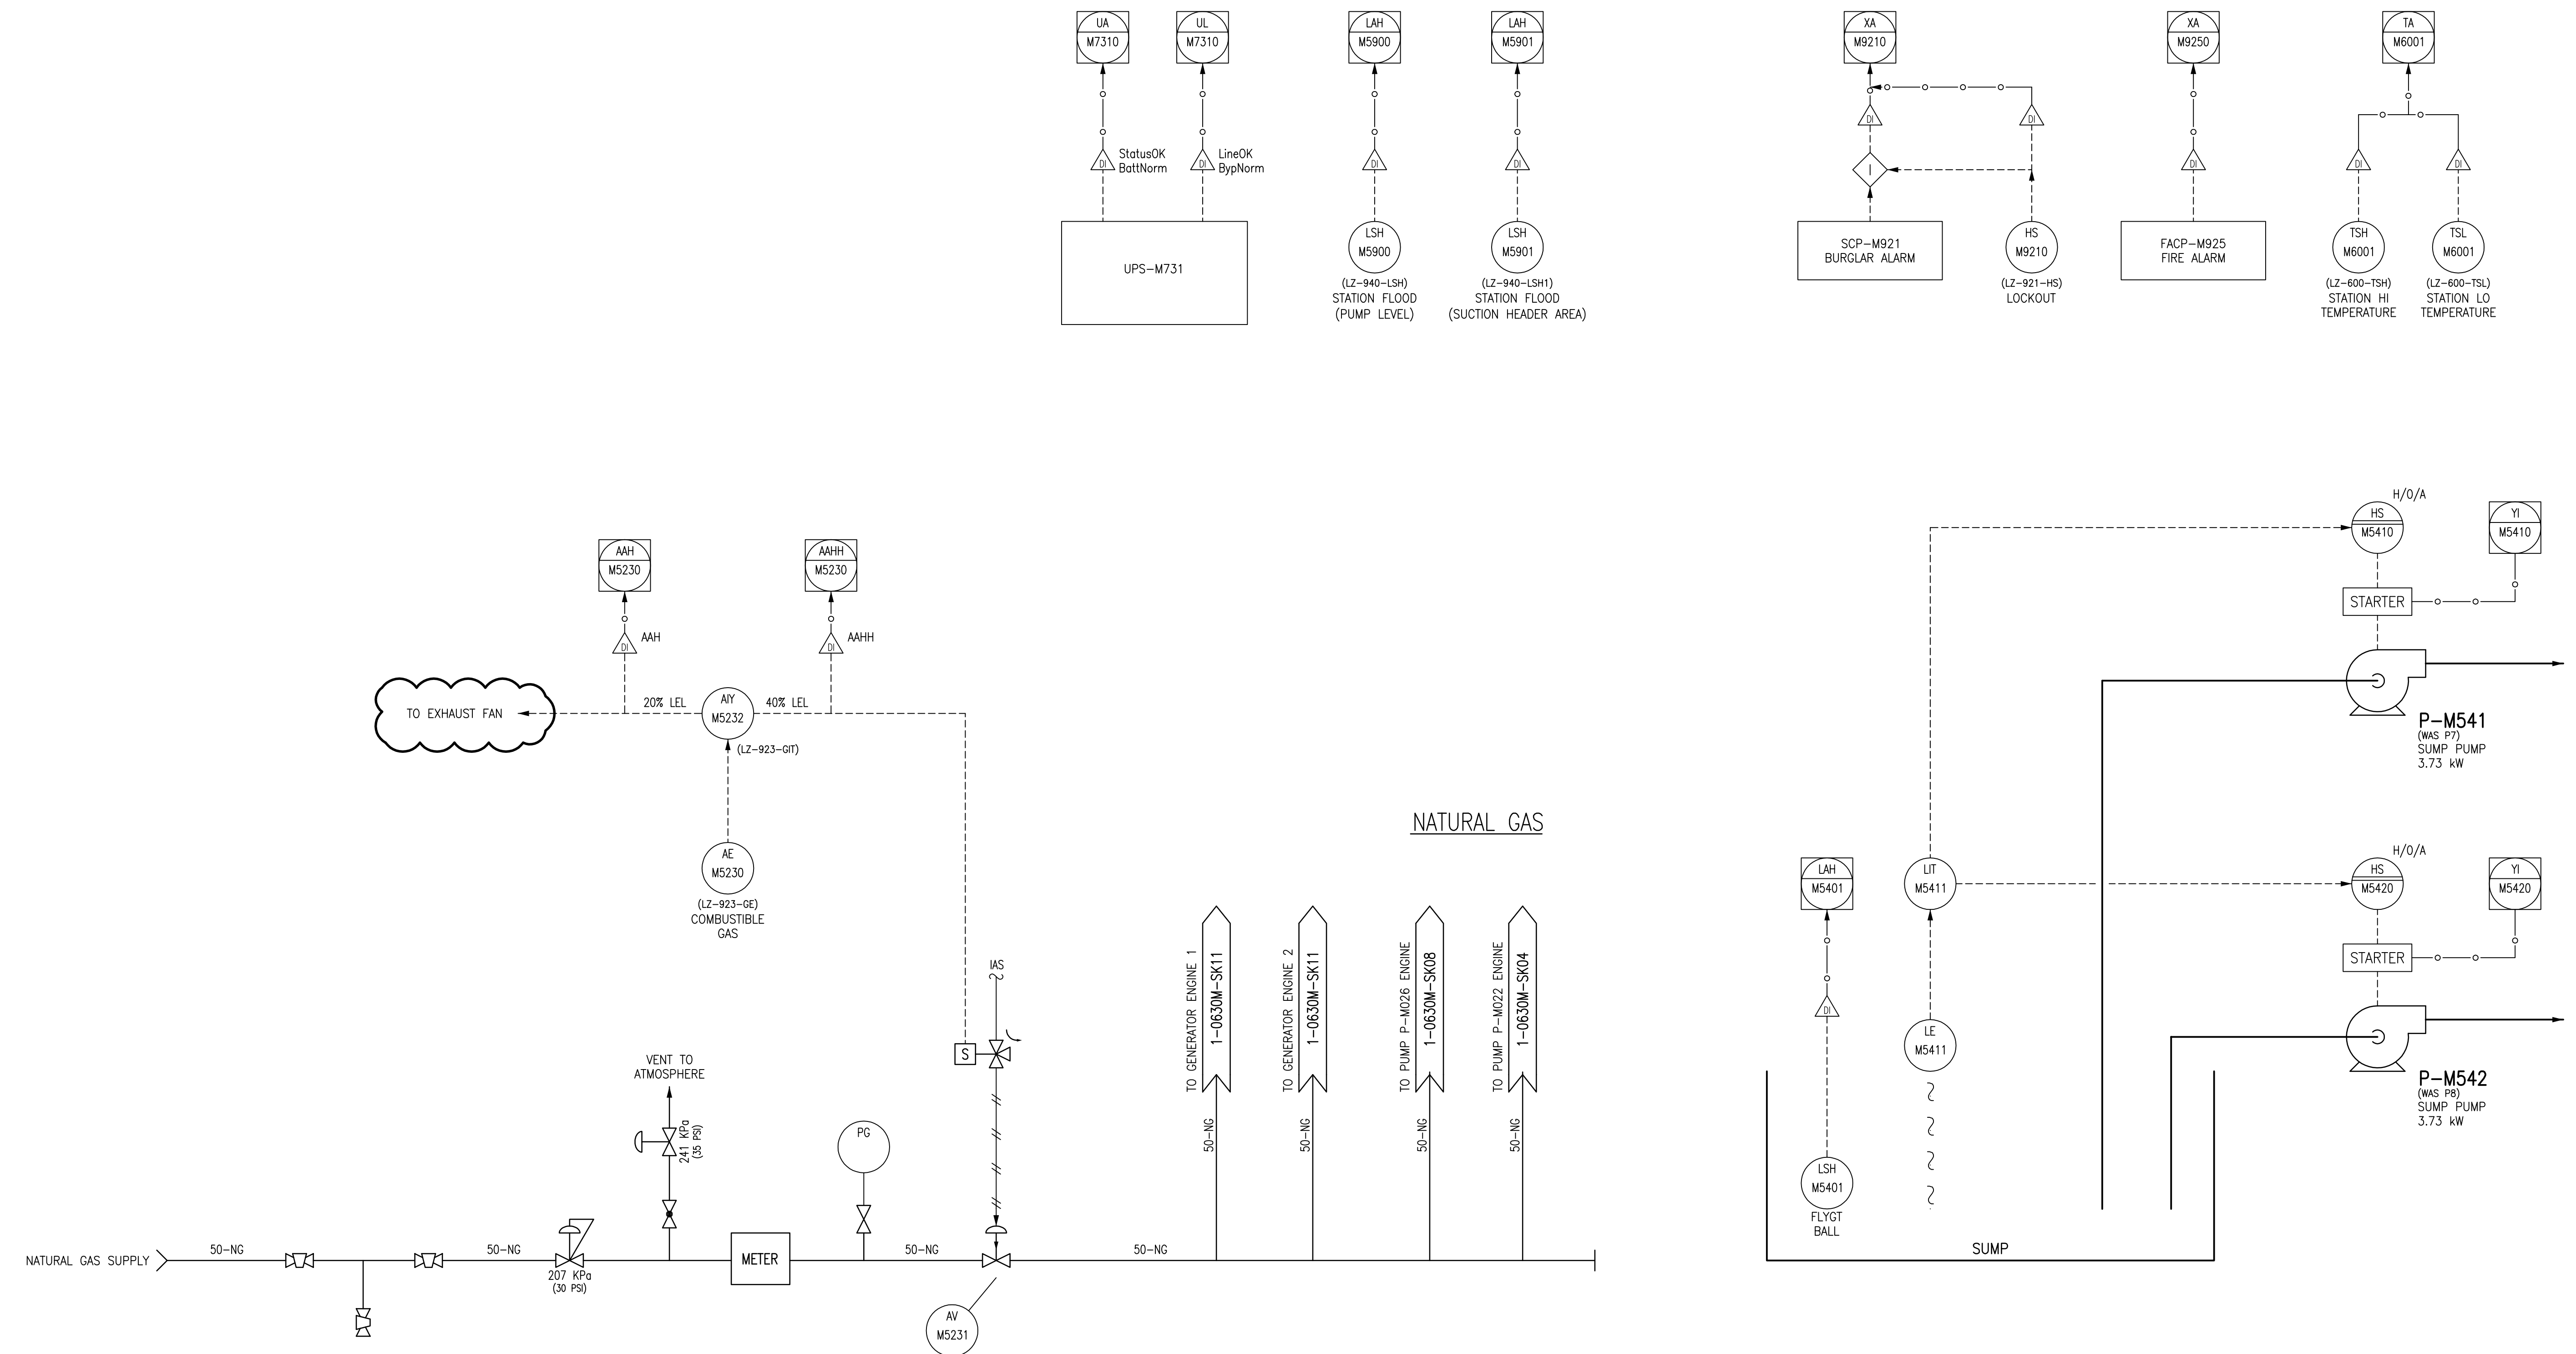 UA
M7310
UL
M7310
LAH
M5900
LAH
M5901
XA
M9210
XA
M9250
TA
M6001
DI
StatusOK
BattNorm
DI
LineOK
BypNorm
DI
DI
DI
DI
I
DI
DI
DI
UPS-M731
LSH
M5900
(LZ-940-LSH)
STATION FLOOD
(PUMP LEVEL)
LSH
M5901
(LZ-940-LSH1)
STATION FLOOD
(SUCTION HEADER AREA)
SCP-M921
BURGLAR ALARM
HS
M9210
(LZ-921-HS)
LOCKOUT
FACP-M925
FIRE ALARM
TSH
M6001
(LZ-600-TSH)
STATION HI
TEMPERATURE
TSL
M6001
(LZ-600-TSL)
STATION LO
TEMPERATURE
AAH
M5230
AAHH
M5230
DI
AAH
DI
AAHH
TO EXHAUST FAN
20% LEL
AIY
M5232
40% LEL
(LZ-923-GIT)
AE
M5230
(LZ-923-GE)
COMBUSTIBLE
GAS
NATURAL GAS
IAS
S
VENT TO
ATMOSPHERE
241 KPa
(35 PSI)
PG
TO GENERATOR ENGINE 1
1-0630M-SK11
50-NG
TO GENERATOR ENGINE 2
1-0630M-SK11
50-NG
TO PUMP P-M026 ENGINE
1-0630M-SK08
50-NG
TO PUMP P-M022 ENGINE
1-0630M-SK04
50-NG
NATURAL GAS SUPPLY
50-NG
50-NG
207 KPa
(30 PSI)
METER
50-NG
50-NG
AV
M5231
H/O/A
HS
M5410
YI
M5410
STARTER
P-M541
(WAS P7)
SUMP PUMP
3.73 kW
LAH
M5401
LIT
M5411
H/O/A
HS
M5420
YI
M5420
STARTER
DI
LE
M5411
P-M542
(WAS P8)
SUMP PUMP
3.73 kW
LSH
M5401
FLYGT
BALL
SUMP